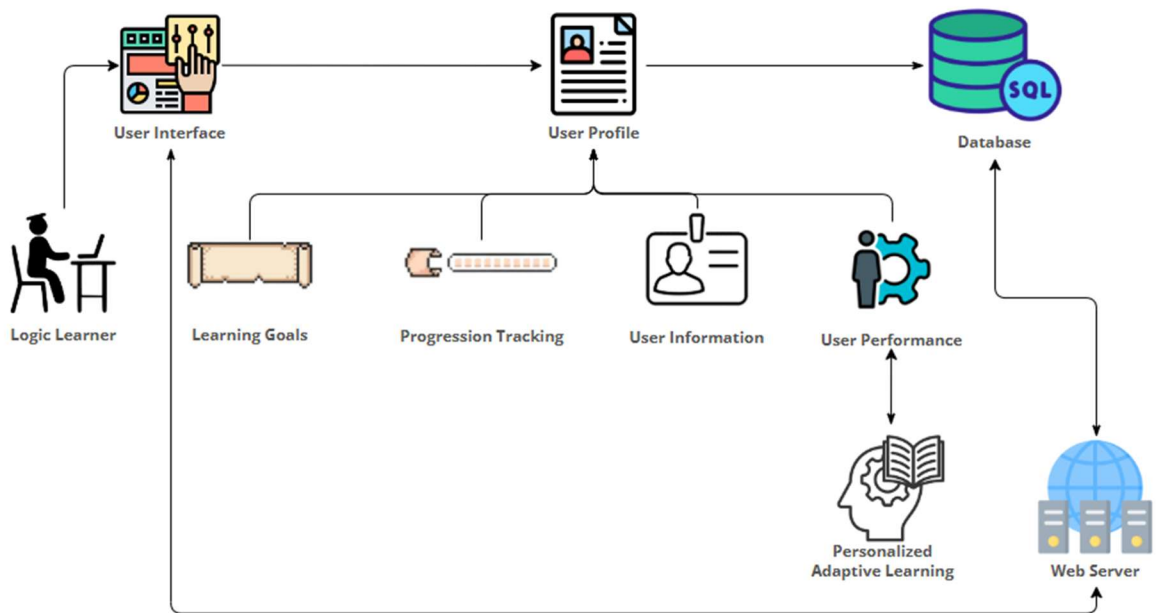 SQL
User Interface
User Profile
Database
Logic Learner
Learning Goals
Progression Tracking
User Information
User Performance
Personalized
Adaptive Learning
Web Server